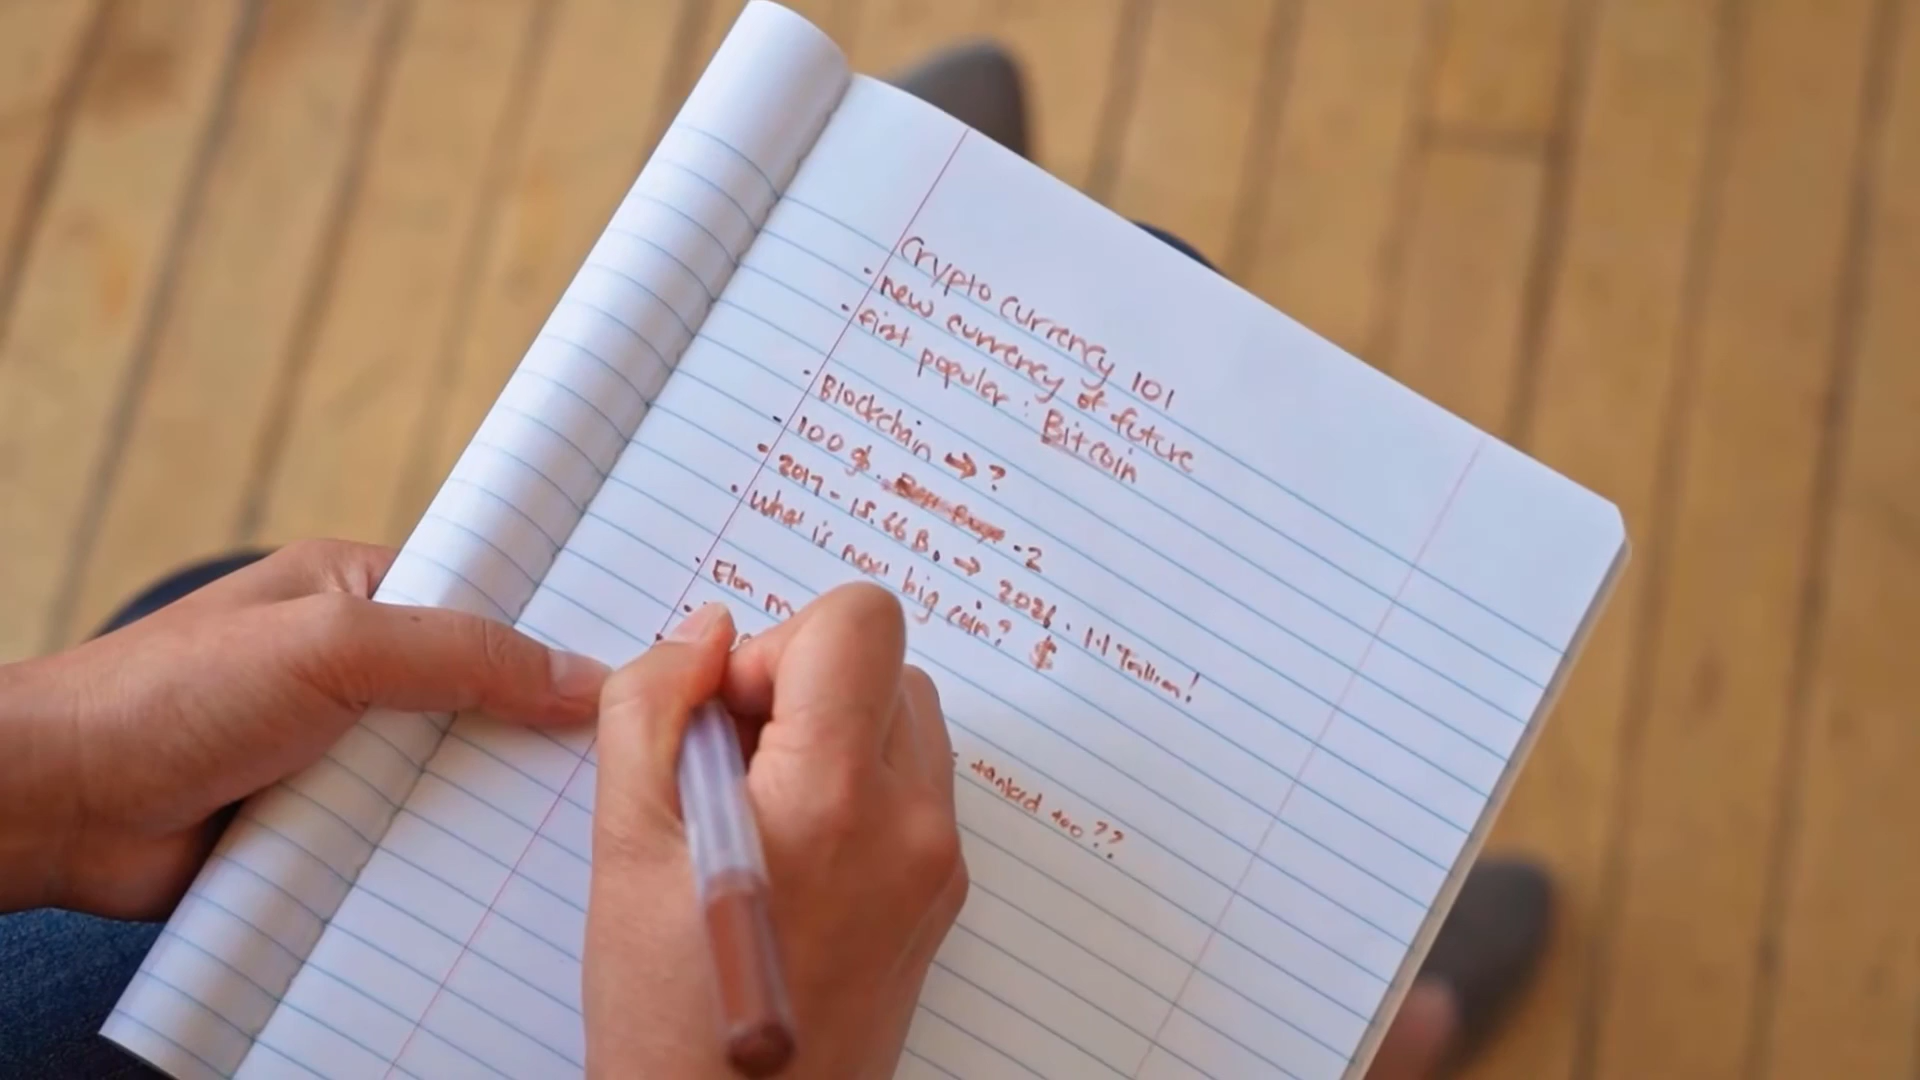 Crypto currency 101
· new currency of future
· first popular : Bitcoin
· Blockchain → ?
· 100 $. · 2
· 2017 - 15.66 B. → 2021. 1.1 Trillion!
· What is next big coin? $
· Elon
tanked too ??